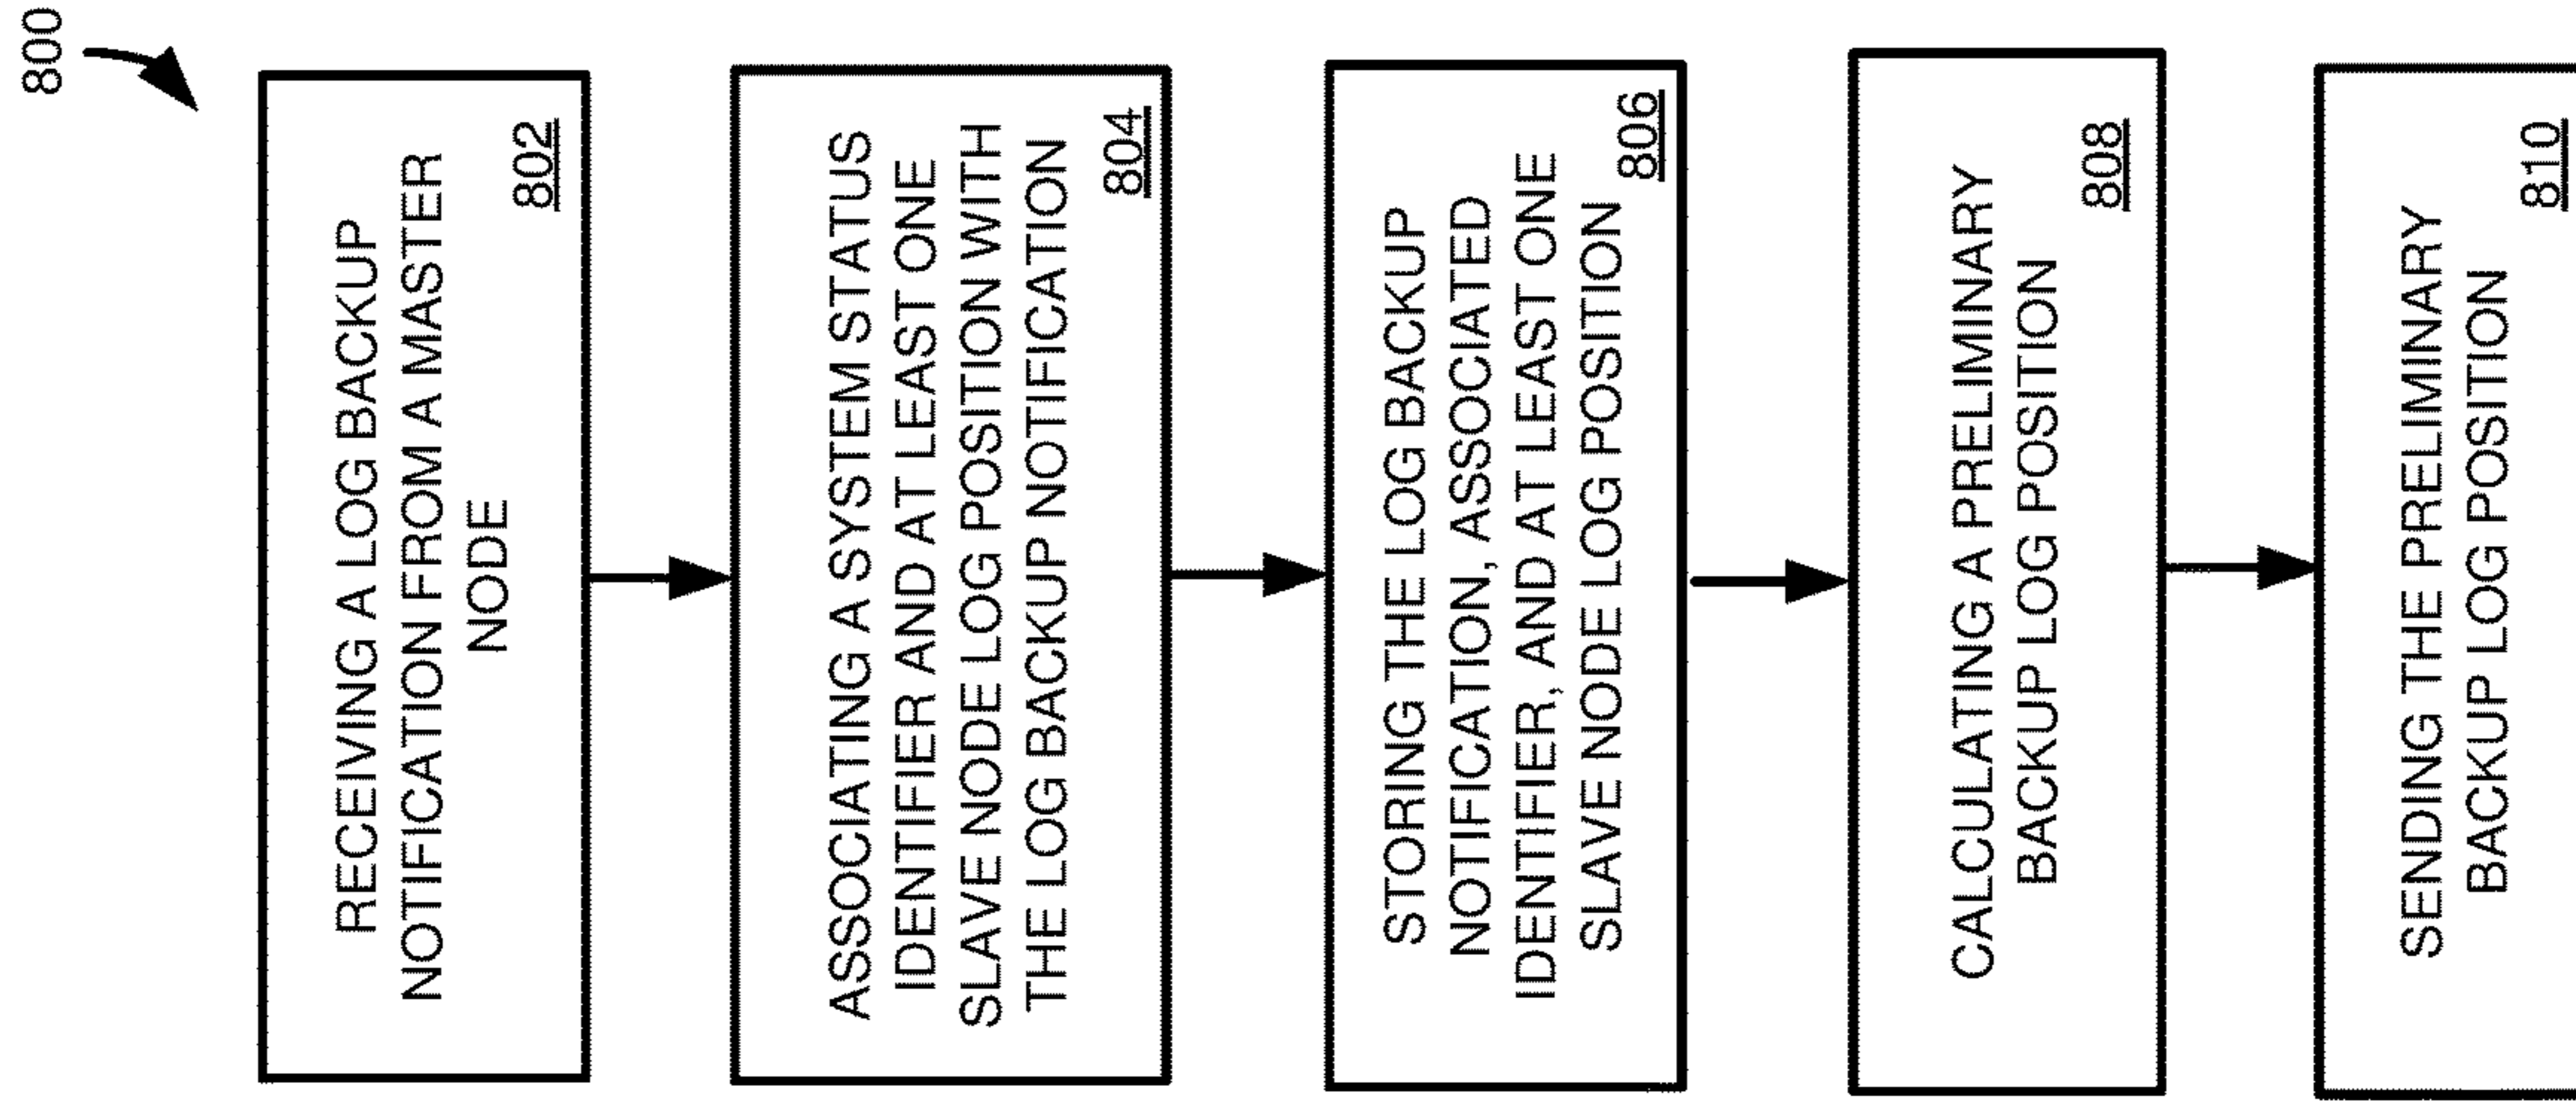 800
RECEIVING A LOG BACKUP
NOTIFICATION FROM A MASTER
NODE
802
ASSOCIATING A SYSTEM STATUS
IDENTIFIER AND AT LEAST ONE
SLAVE NODE LOG POSITION WITH
THE LOG BACKUP NOTIFICATION
804
STORING THE LOG BACKUP
NOTIFICATION, ASSOCIATED
IDENTIFIER, AND AT LEAST ONE
SLAVE NODE LOG POSITION
806
CALCULATING A PRELIMINARY
BACKUP LOG POSITION
808
SENDING THE PRELIMINARY
BACKUP LOG POSITION
810